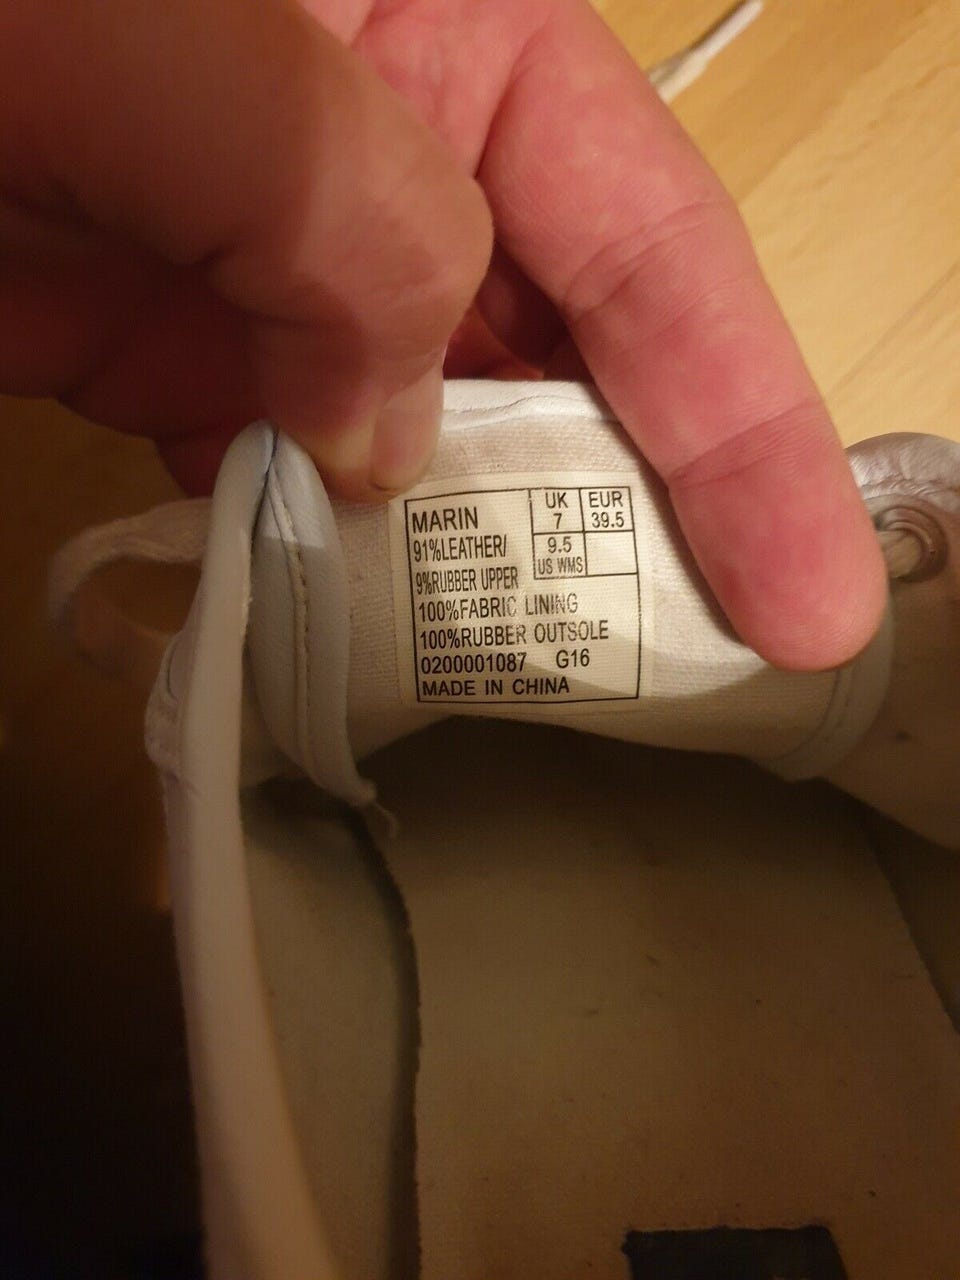 MARIN
UK EUR
7 39.5
91%LEATHER/
9.5
9%RUBBER UPPER
US WMS
100%FABRIC LINING
100%RUBBER OUTSOLE
0200001087 G16
MADE IN CHINA